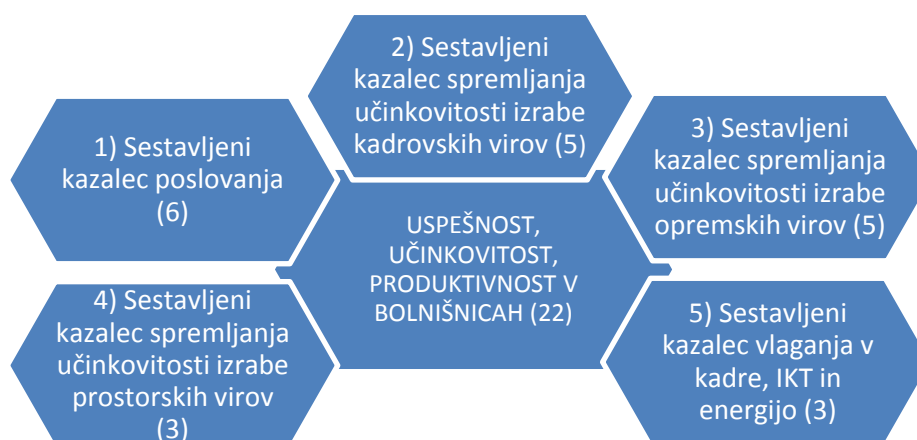 1) Sestavljeni
kazalec poslovanja
(6)
2) Sestavljeni
kazalec spremljanja
učinkovitosti izrabe
kadrovskih virov (5)
3) Sestavljeni
kazalec spremljanja
učinkovitosti izrabe
opremskih virov (5)
USPEŠNOST,
UČINKOVITOST,
PRODUKTIVNOST V
BOLNIŠNICAH (22)
4) Sestavljeni
kazalec spremljanja
učinkovitosti izrabe
prostorskih virov
(3)
5) Sestavljeni
kazalec vlaganja v
kadre, IKT in
energijo (3)